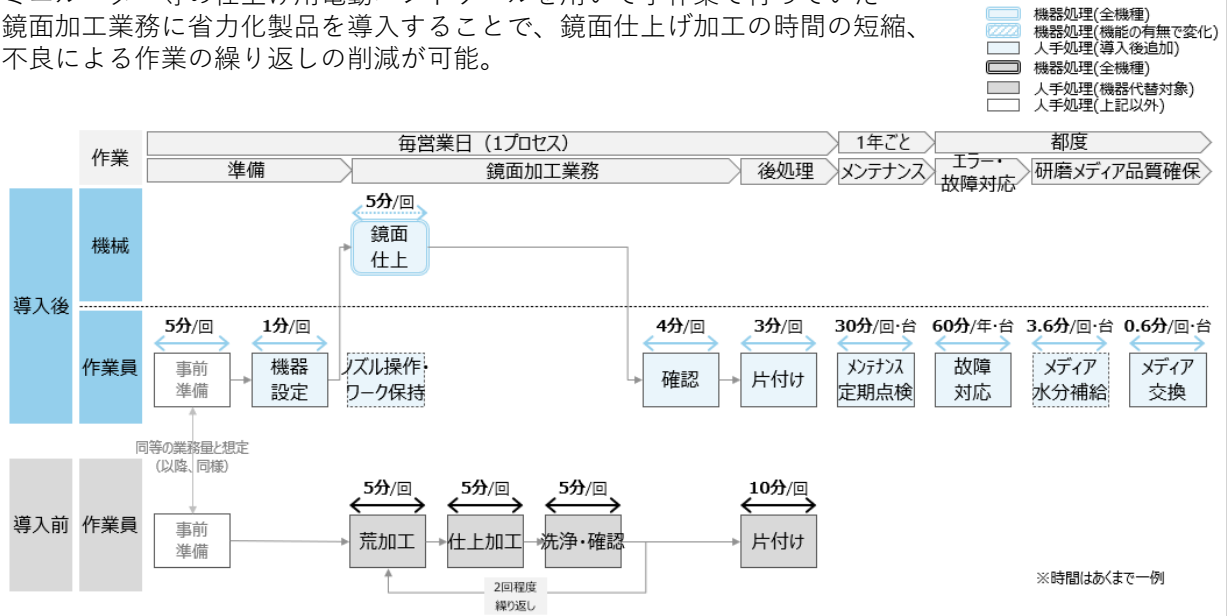 鏡面加工業務に省力化製品を導入することで、鏡面仕上げ加工の時間の短縮、
不良による作業の繰り返しの削減が可能。
機器処理(全機種)
機器処理(機能の有無で変化)
人手処理(導入後追加)
機器処理(全機種)
人手処理(機器代替対象)
人手処理(上記以外)
作業
毎営業日（1プロセス）
1年ごと
都度
準備
鏡面加工業務
後処理
メンテナンス
エラー・
故障対応
研磨メディア品質確保
導入後
機械
5分/回
鏡面
仕上
作業員
5分/回
事前
準備
1分/回
機器
設定
ノズル操作・
ワーク保持
4分/回
確認
3分/回
片付け
30分/回・台
メンテナンス
定期点検
60分/年・台
故障
対応
3.6分/回・台
メディア
水分補給
0.6分/回・台
メディア
交換
同等の業務量と想定
（以降、同様）
導入前
作業員
事前
準備
5分/回
荒加工
5分/回
仕上加工
5分/回
洗浄・確認
10分/回
片付け
2回程度
繰り返し
※時間はあくまで一例